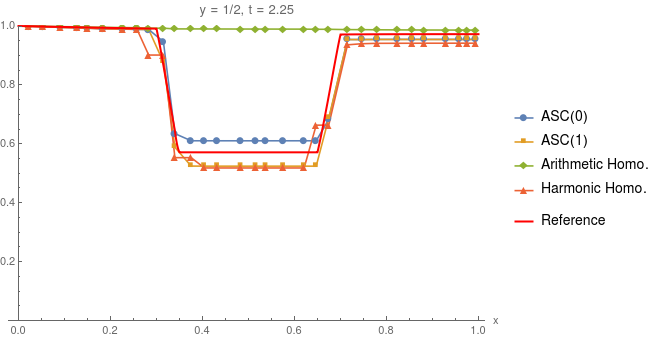 y = 1/2, t = 2.25
1.0
0.8
0.6
0.4
0.2
0.0
0.2
0.4
0.6
0.8
1.0
x
ASC(0)
ASC(1)
Arithmetic Homo.
Harmonic Homo.
Reference